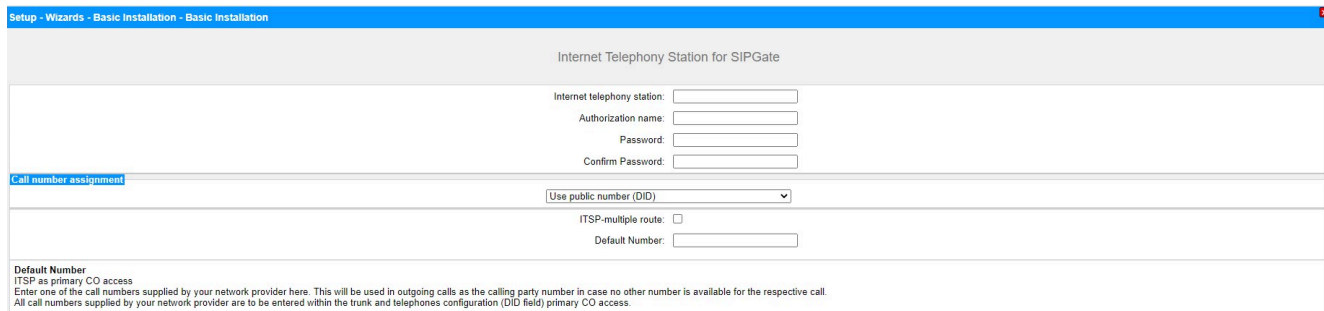 Setup - Wizards - Basic Installation - Basic Installation
Internet Telephony Station for SIPGate
Internet telephony station:
Authorization name:
Password:
Confirm Password:
Call number assignment
Use public number (DID)
ITSP-multiple route:
Default Number:
Default Number
ITSP as primary CO access
Enter one of the call numbers supplied by your network provider here. This will be used in outgoing calls as the calling party number in case no other number is available for the respective call.
All call numbers supplied by your network provider are to be entered within the trunk and telephones configuration (DID field) primary CO access.